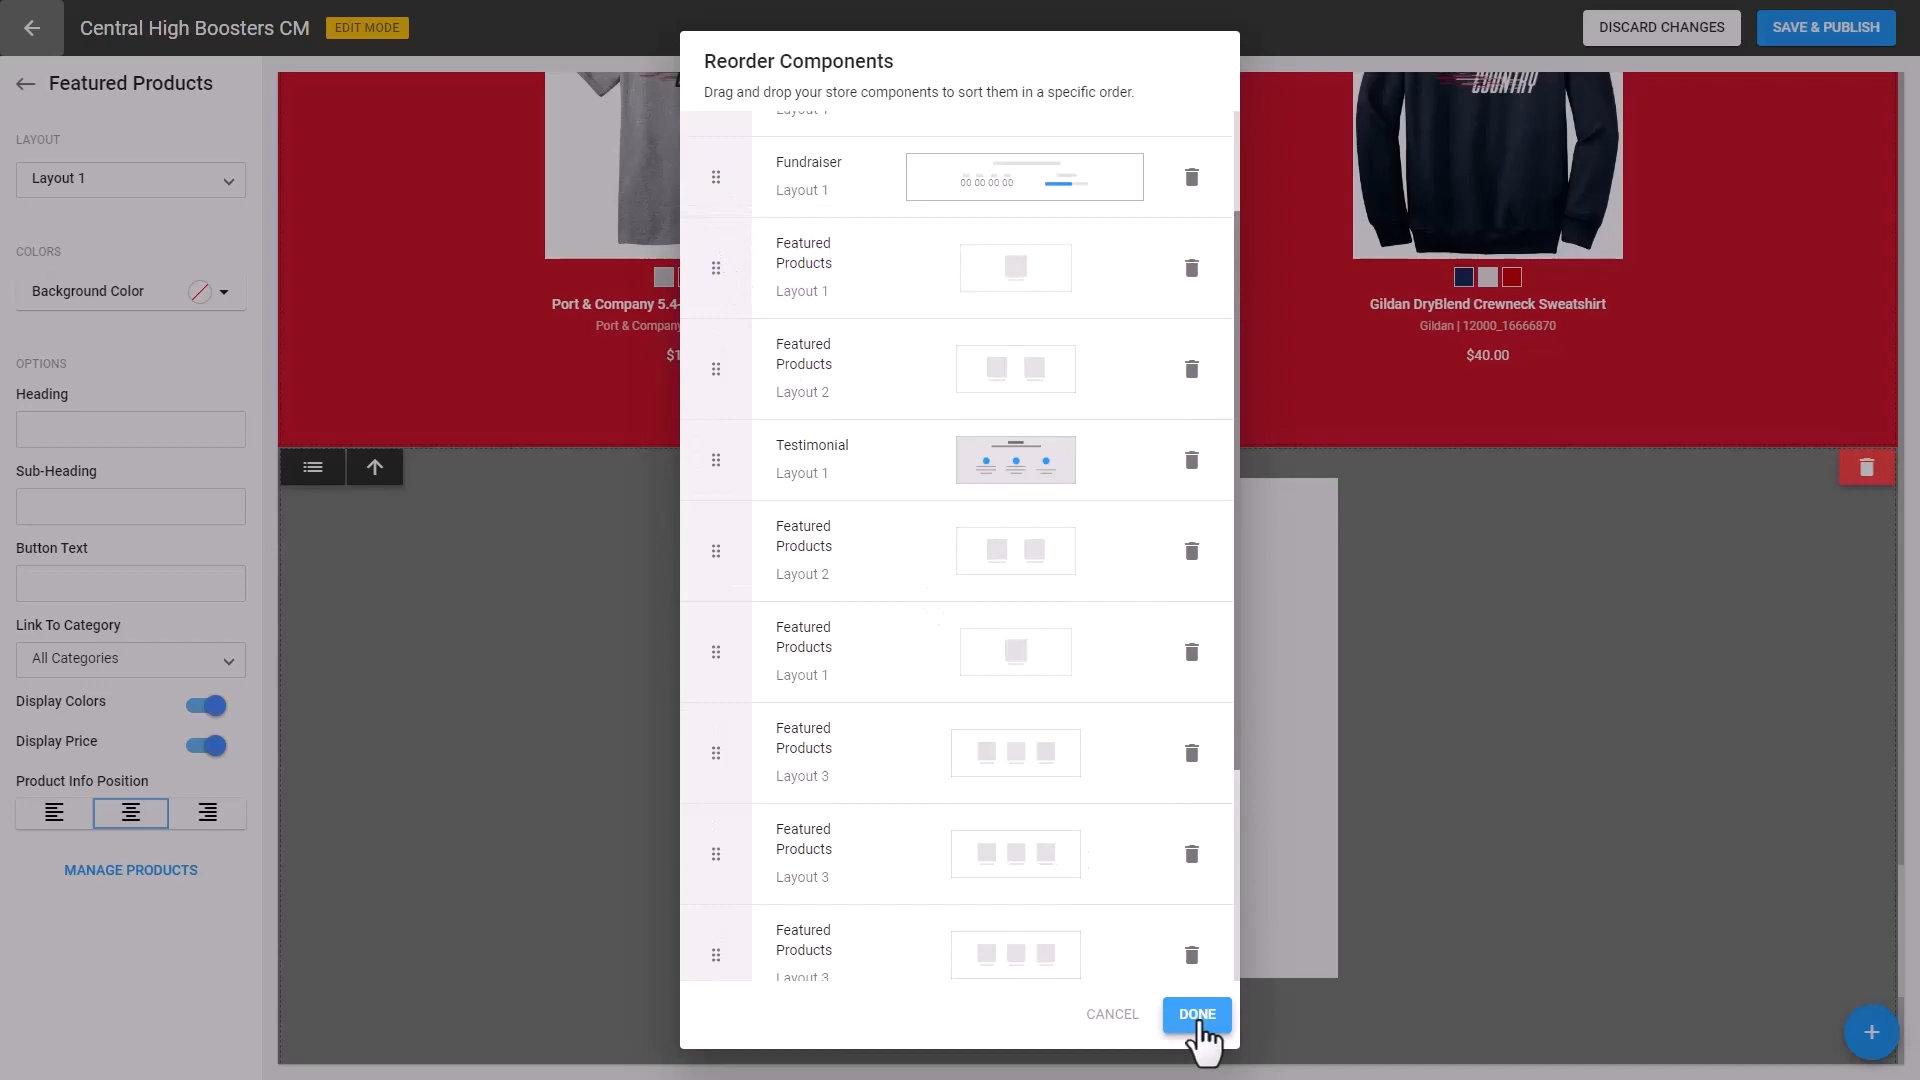 Central High Boosters CM
EDIT MODE
DISCARD CHANGES
SAVE & PUBLISH
Featured Products
LAYOUT
Layout 1
COLORS
Background Color
OPTIONS
Heading
Sub-Heading
Button Text
Link To Category
All Categories
Display Colors
Display Price
Product Info Position
MANAGE PRODUCTS
Port & Company 5.4-
Port & Company
$1
COUNTRY
Gildan DryBlend Crewneck Sweatshirt
Gildan | 12000_16666870
$40.00
Reorder Components
Drag and drop your store components to sort them in a specific order.
Layout 1
Fundraiser
Layout 1
00 00 00 00
Featured
Products
Layout 1
Featured
Products
Layout 2
Testimonial
Layout 1
Featured
Products
Layout 2
Featured
Products
Layout 1
Featured
Products
Layout 3
Featured
Products
Layout 3
Featured
Products
Layout 3
CANCEL
DONE